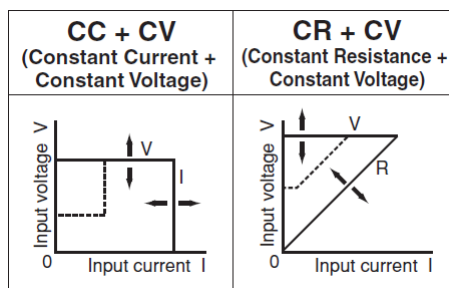 CC + CV
(Constant Current +
Constant Voltage)
Input voltage V
V
I
0
Input current I
CR + CV
(Constant Resistance +
Constant Voltage)
Input voltage V
V
R
0
Input current I